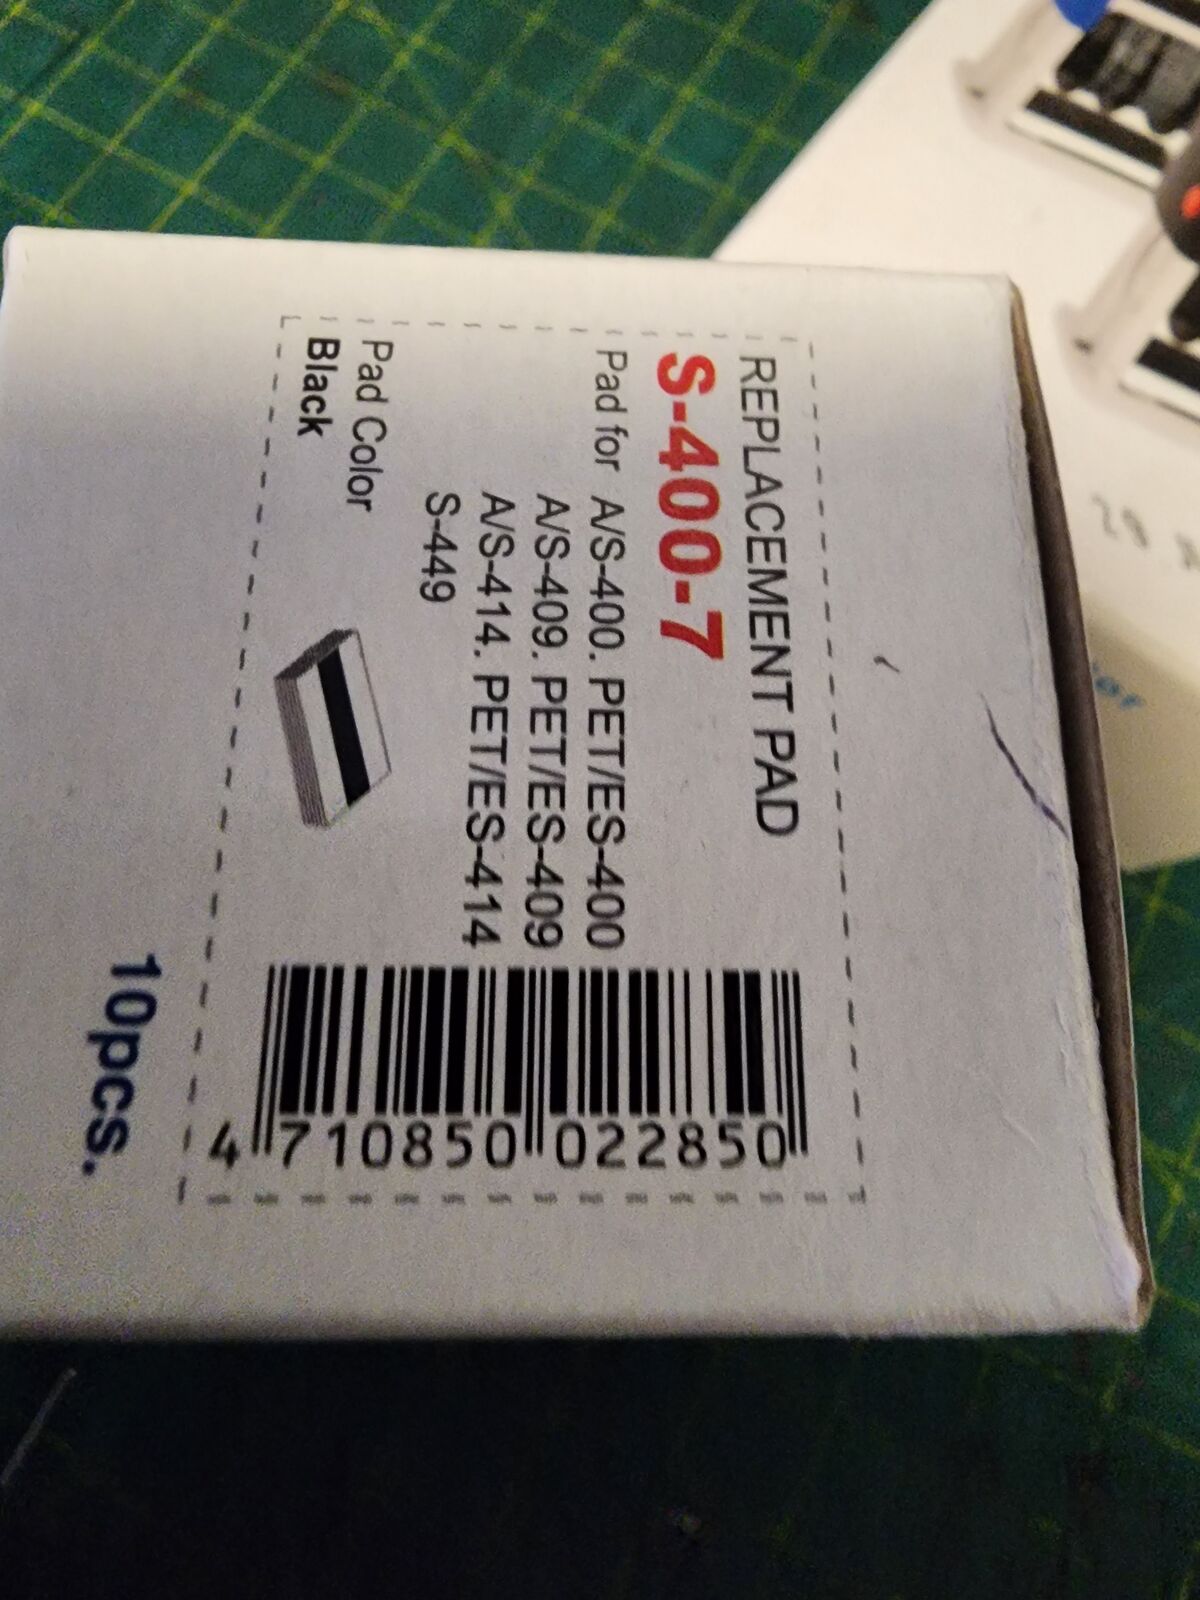 REPLACEMENT PAD
S-400-7
Pad for A/S-400. PET/ES-400
A/S-409. PET/ES-409
A/S-414. PET/ES-414
S-449
Pad Color
Black
4 710850 022850
10pcs.